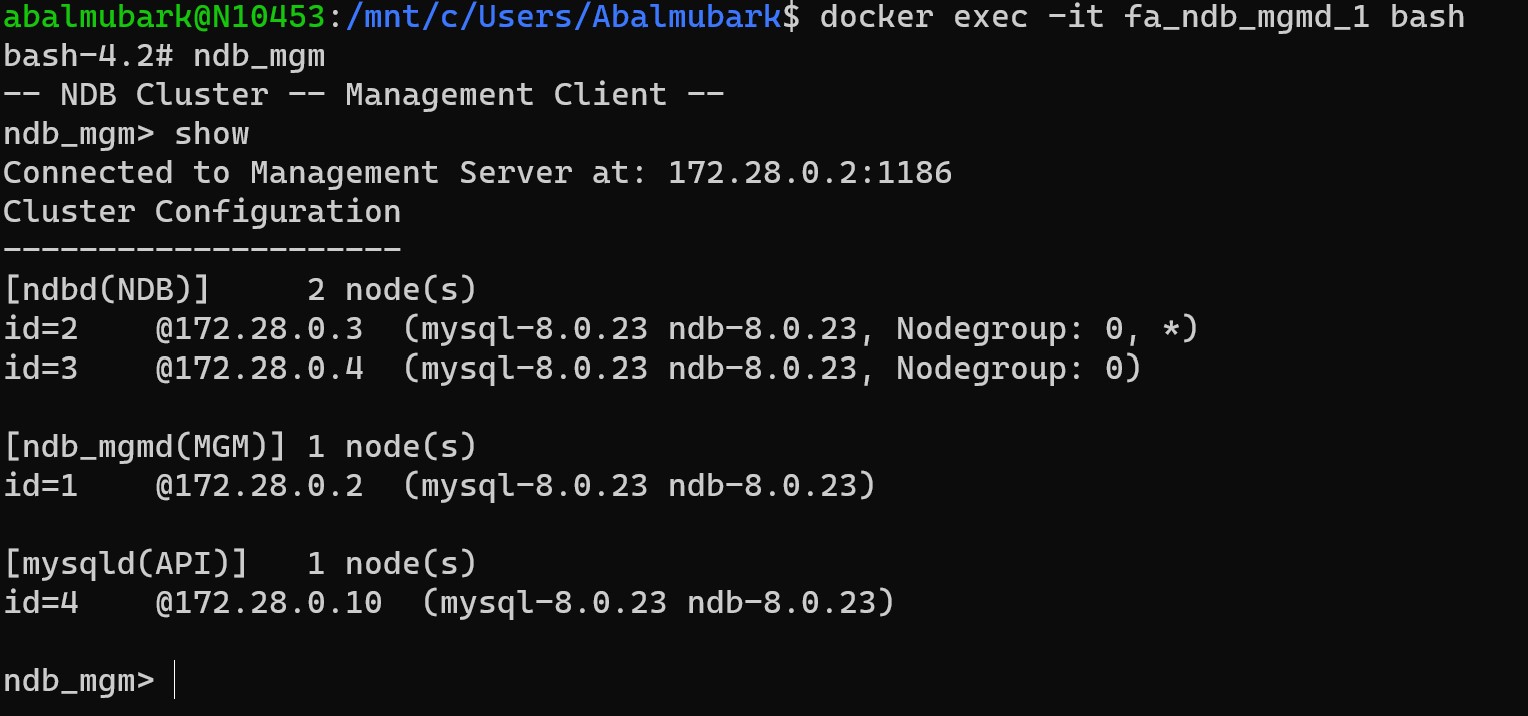 abalmubark@N10453:/mnt/c/Users/Abalmubark$ docker exec -it fa_ndb_mgmd_1 bash
bash-4.2# ndb_mgm
-- NDB Cluster -- Management Client --
ndb_mgm> show
Connected to Management Server at: 172.28.0.2:1186
Cluster Configuration
---------------------
[ndbd(NDB)]     2 node(s)
id=2    @172.28.0.3  (mysql-8.0.23 ndb-8.0.23, Nodegroup: 0, *)
id=3    @172.28.0.4  (mysql-8.0.23 ndb-8.0.23, Nodegroup: 0)
[ndb_mgmd(MGM)] 1 node(s)
id=1    @172.28.0.2  (mysql-8.0.23 ndb-8.0.23)
[mysqld(API)]   1 node(s)
id=4    @172.28.0.10  (mysql-8.0.23 ndb-8.0.23)
ndb_mgm>